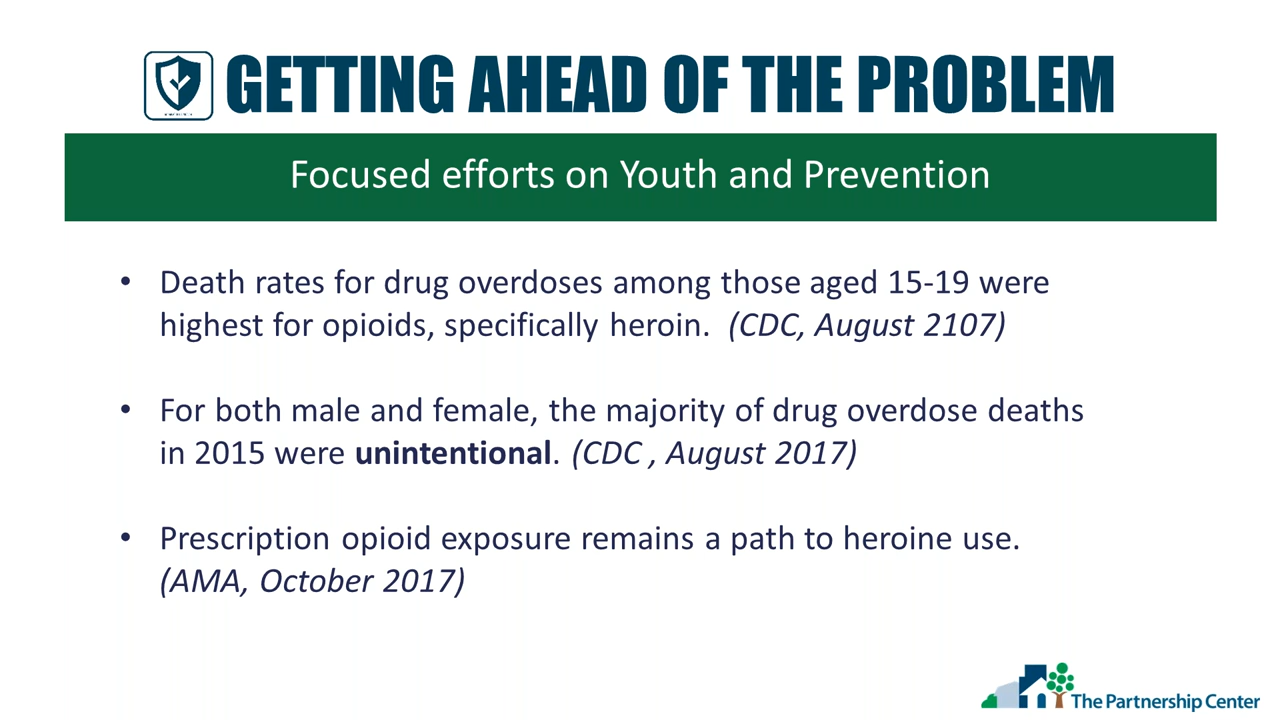 GETTING AHEAD OF THE PROBLEM
Focused efforts on Youth and Prevention
• Death rates for drug overdoses among those aged 15-19 were
highest for opioids, specifically heroin. (CDC, August 2107)
• For both male and female, the majority of drug overdose deaths
in 2015 were unintentional. (CDC , August 2017)
• Prescription opioid exposure remains a path to heroine use.
(AMA, October 2017)
The Partnership Center